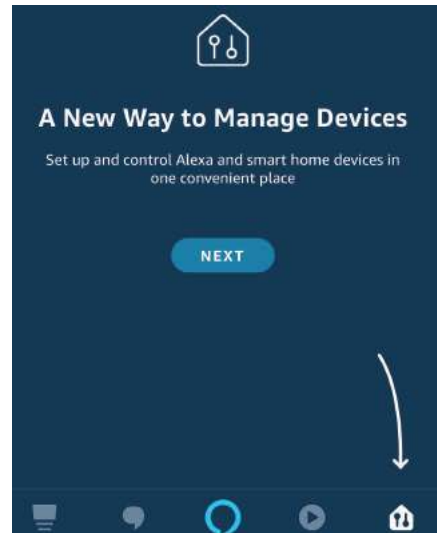 A New Way to Manage Devices
Set up and control Alexa and smart home devices in
one convenient place
NEXT